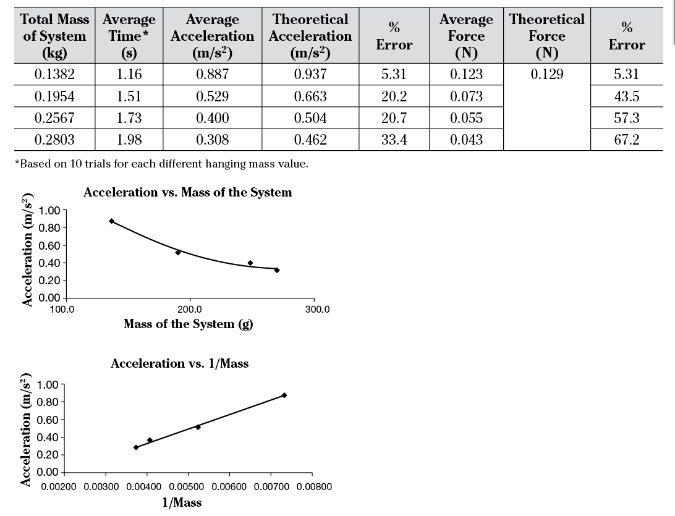 Total Mass of System (kg) Average Time* (s) Average Acceleration (m/s²) Theoretical Acceleration (m/s²) % Error Average Force (N) Theoretical Force (N) % Error
0.1382 1.16 0.887 0.937 5.31 0.123 0.129 5.31
0.1954 1.51 0.529 0.663 20.2 0.073 43.5
0.2567 1.73 0.400 0.504 20.7 0.055 57.3
0.2803 1.98 0.308 0.462 33.4 0.043 67.2
*Based on 10 trials for each different hanging mass value.
Acceleration vs. Mass of the System
Acceleration (m/s²)
1.00
0.80
0.60
0.40
0.20
0.00
100.0 200.0 300.0
Mass of the System (g)
Acceleration vs. 1/Mass
Acceleration (m/s²)
1.00
0.80
0.60
0.40
0.20
0.00
0.00200 0.00300 0.00400 0.00500 0.00600 0.00700 0.00800
1/Mass